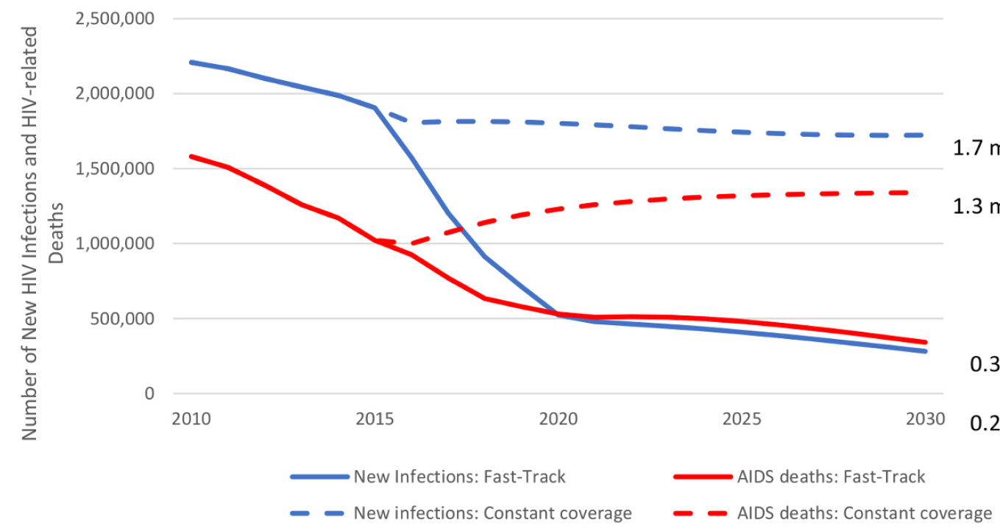 Number of New HIV Infections and HIV-related
Deaths
2,500,000
2,000,000
1,500,000
1,000,000
500,000
0
2010 2015 2020 2025 2030
1.7 m
1.3 m
0.3
0.2
New Infections: Fast-Track AIDS deaths: Fast-Track
New infections: Constant coverage AIDS deaths: Constant coverage